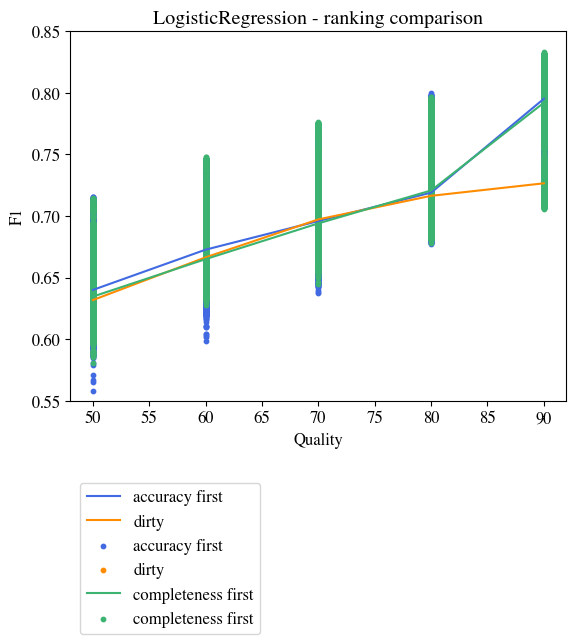 LogisticRegression - ranking comparison
0.85
0.80
0.75
0.70
0.65
0.60
0.55
F1
50 55 60 65 70 75 80 85 90
Quality
accuracy first
dirty
accuracy first
dirty
completeness first
completeness first